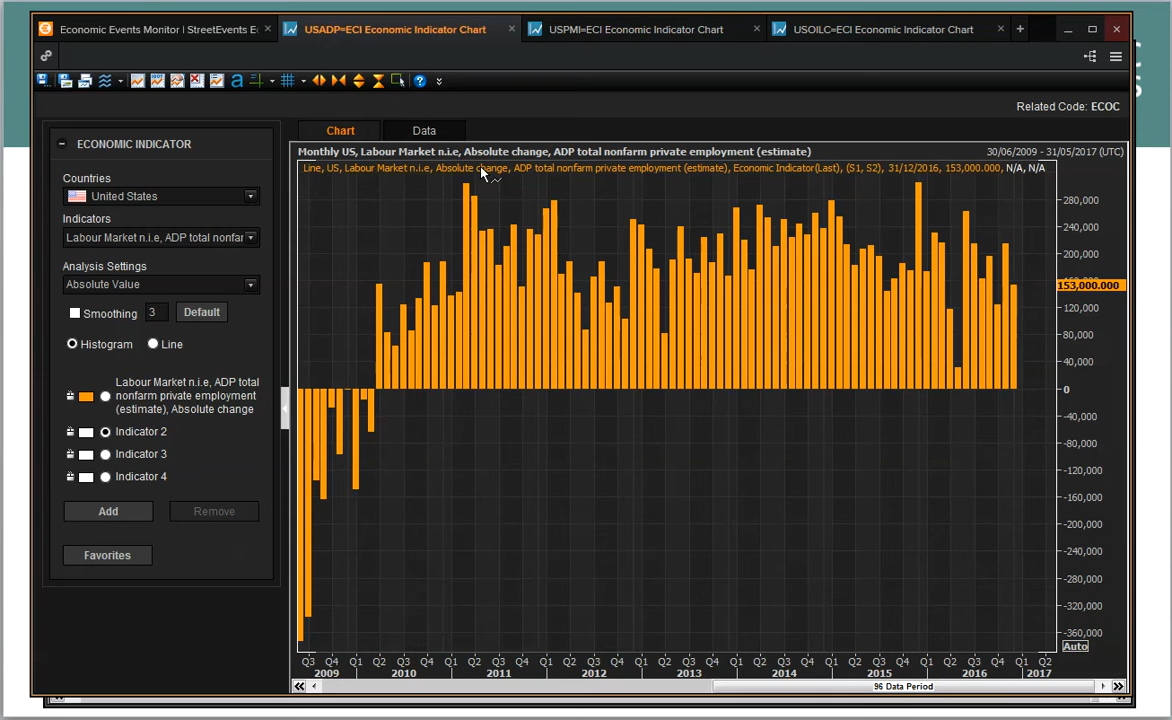 Economic Events Monitor | StreetEvents E
USADP=ECI Economic Indicator Chart
USPMI=ECI Economic Indicator Chart
USOILC=ECI Economic Indicator Chart
Related Code: ECOC
ECONOMIC INDICATOR
Countries
United States
Indicators
Labour Market n.i.e, ADP total nonfar
Analysis Settings
Absolute Value
Smoothing 3 Default
Histogram Line
Labour Market n.i.e, ADP total
nonfarm private employment
(estimate), Absolute change
Indicator 2
Indicator 3
Indicator 4
Add Remove
Favorites
Chart Data
Monthly US, Labour Market n.i.e, Absolute change, ADP total nonfarm private employment (estimate) 30/06/2009 - 31/05/2017 (UTC)
Line, US, Labour Market n.i.e, Absolute change, ADP total nonfarm private employment (estimate), Economic Indicator(Last), (S1, S2), 31/12/2016, 153,000.000, N/A, N/A
280,000
240,000
200,000
153,000.000
120,000
80,000
40,000
0
-40,000
-80,000
-120,000
-160,000
-200,000
-240,000
-280,000
-320,000
-360,000
Auto
Q3 Q4 Q1 Q2 Q3 Q4 Q1 Q2 Q3 Q4 Q1 Q2 Q3 Q4 Q1 Q2 Q3 Q4 Q1 Q2 Q3 Q4 Q1 Q2 Q3 Q4 Q1 Q2 Q3 Q4 Q1 Q2
2009 2010 2011 2012 2013 2014 2015 2016 2017
96 Data Period